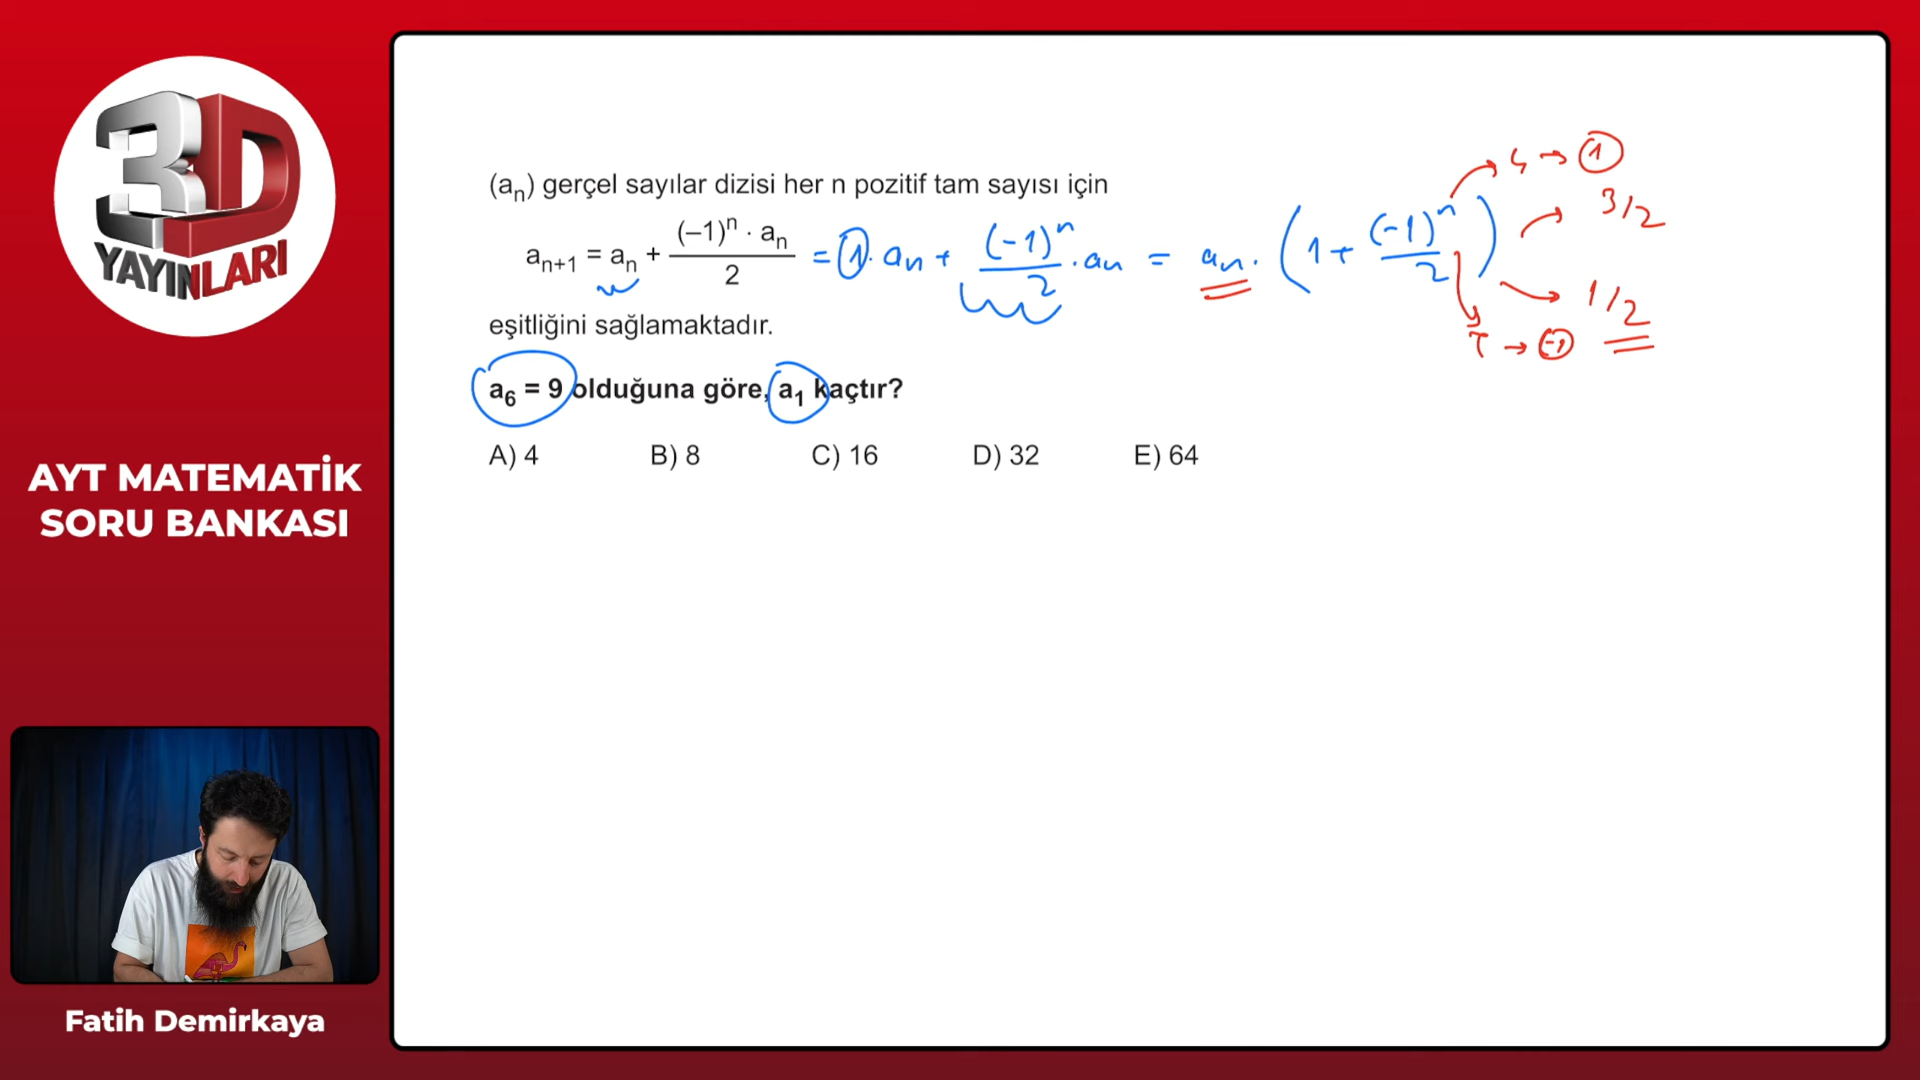 3D
YAYINLARI
AYT MATEMATİK
SORU BANKASI
Fatih Demirkaya
(aₙ) gerçel sayılar dizisi her n pozitif tam sayısı için
aₙ₊₁ = aₙ + (–1)ⁿ · aₙ / 2 = 1 · aₙ + (-1)ⁿ / 2 · aₙ = aₙ · (1 + (-1)ⁿ / 2)
Ç → 1
3/2
1/2
T → -1
eşitliğini sağlamaktadır.
a₆ = 9 olduğuna göre, a₁ kaçtır?
A) 4 B) 8 C) 16 D) 32 E) 64